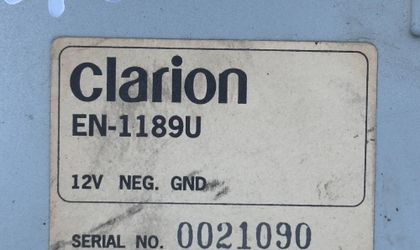 Clarion
EN-1189U
12V NEG. GND
SERIAL NO. 0021090